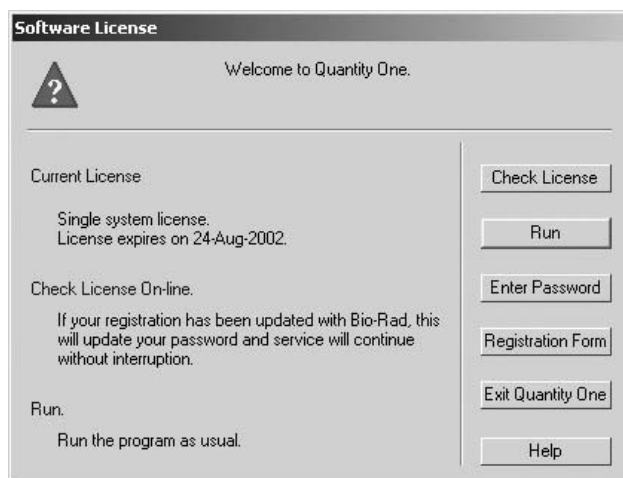 Software License
?
Welcome to Quantity One.
Current License
Single system license.
License expires on 24-Aug-2002.
Check License On-line.
If your registration has been updated with Bio-Rad, this
will update your password and service will continue
without interruption.
Run.
Run the program as usual.
Check License
Run
Enter Password
Registration Form
Exit Quantity One
Help